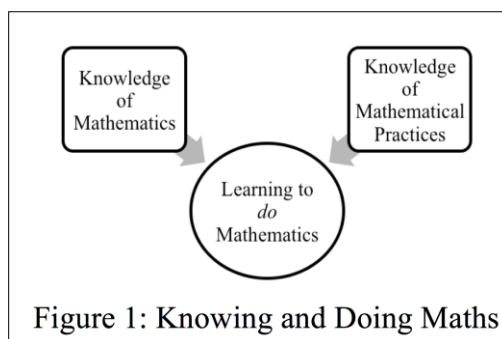 Knowledge
of
Mathematics
Knowledge
of
Mathematical
Practices
Learning to
do
Mathematics
Figure 1: Knowing and Doing Maths